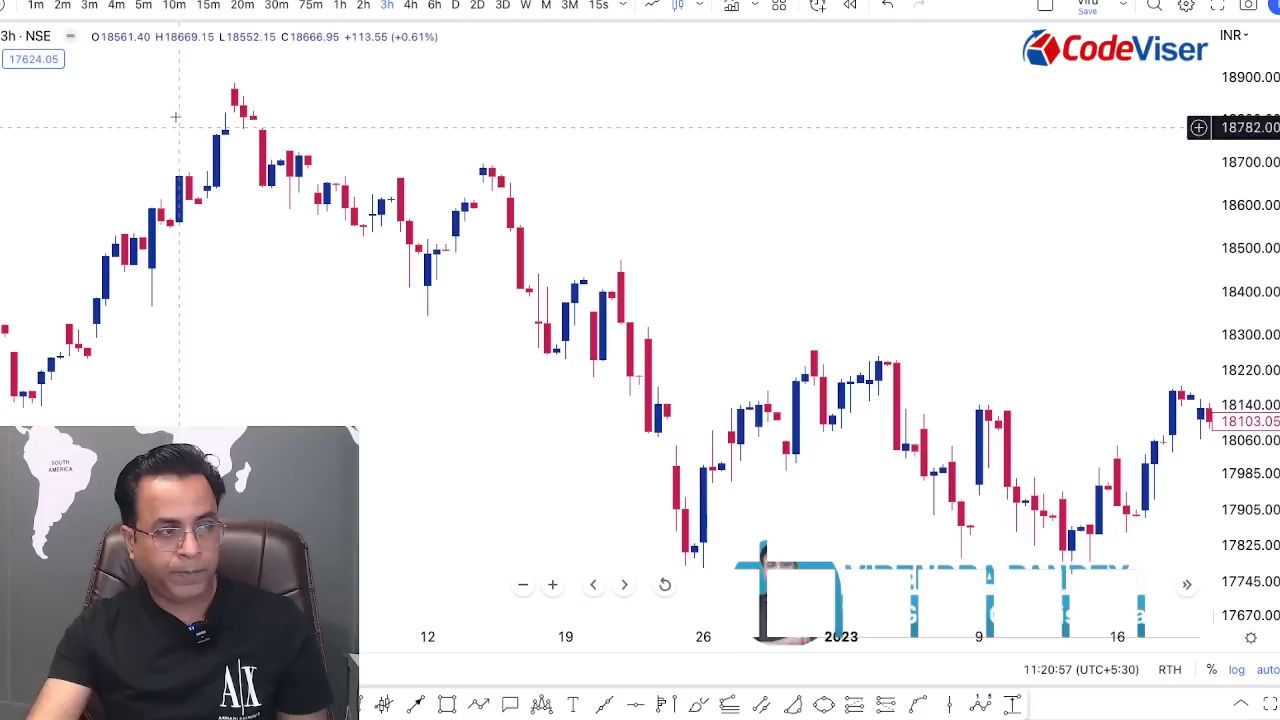 1m 2m 3m 4m 5m 10m 15m 20m 30m 75m 1h 2h 3h 4h 6h D 2D 3D W M 3M 15s
Save
3h · NSE O18561.40 H18669.15 L18552.15 C18666.95 +113.55 (+0.61%)
17624.05
CodeViser
INR
18900.00
18782.00
18700.00
18600.00
18500.00
18400.00
18300.00
18220.00
18140.00
18103.05
18060.00
17985.00
17905.00
17825.00
17745.00
17670.00
SOUTH
AMERICA
12 19 26 2023 9 16
11:20:57 (UTC+5:30) RTH % log auto
A|X
ARMANI EXCHANGE